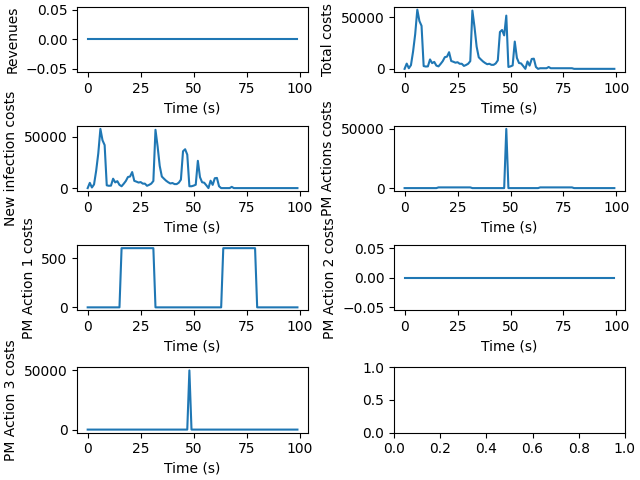 Revenues
0.05
0.00
−0.05
0 25 50 75 100
Time (s)
Total costs
50000
0
0 25 50 75 100
Time (s)
New infection costs
50000
0
0 25 50 75 100
Time (s)
PM Actions costs
50000
0
0 25 50 75 100
Time (s)
PM Action 1 costs
500
0
0 25 50 75 100
Time (s)
PM Action 2 costs
0.05
0.00
−0.05
0 25 50 75 100
Time (s)
PM Action 3 costs
50000
0
0 25 50 75 100
Time (s)
1.0
0.5
0.0
0.0 0.2 0.4 0.6 0.8 1.0